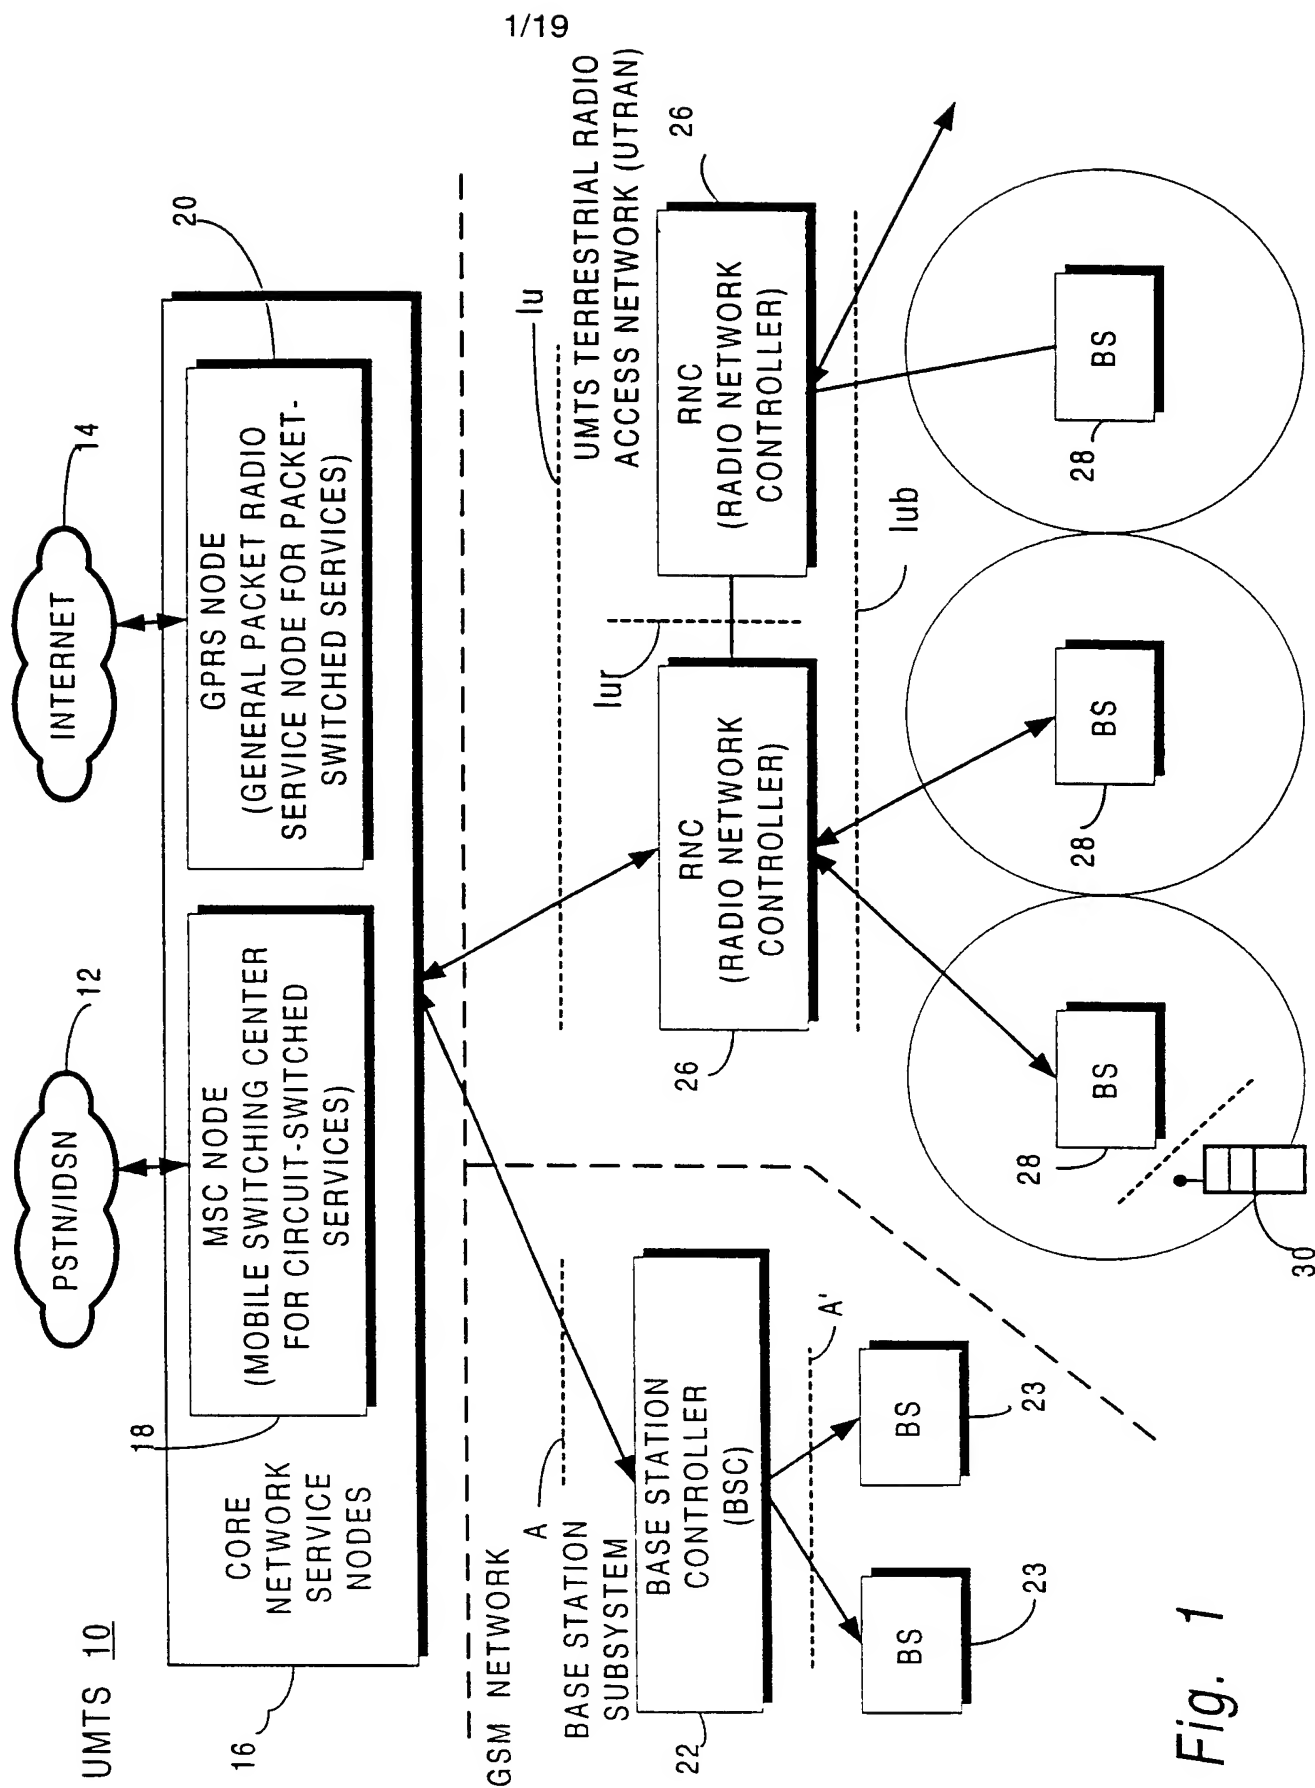 1/19
UMTS 10
PSTN/IDSN
12
INTERNET
14
16
CORE
NETWORK
SERVICE
NODES
18
MSC NODE
(MOBILE SWITCHING CENTER
FOR CIRCUIT-SWITCHED
SERVICES)
20
GPRS NODE
(GENERAL PACKET RADIO
SERVICE NODE FOR PACKET-
SWITCHED SERVICES)
GSM NETWORK
A
BASE STATION
SUBSYSTEM
22
BASE STATION
CONTROLLER
(BSC)
A'
BS
23
BS
23
Iu
UMTS TERRESTRIAL RADIO
ACCESS NETWORK (UTRAN)
26
RNC
(RADIO NETWORK
CONTROLLER)
Iur
26
RNC
(RADIO NETWORK
CONTROLLER)
Iub
28
BS
28
BS
28
BS
30
Fig. 1